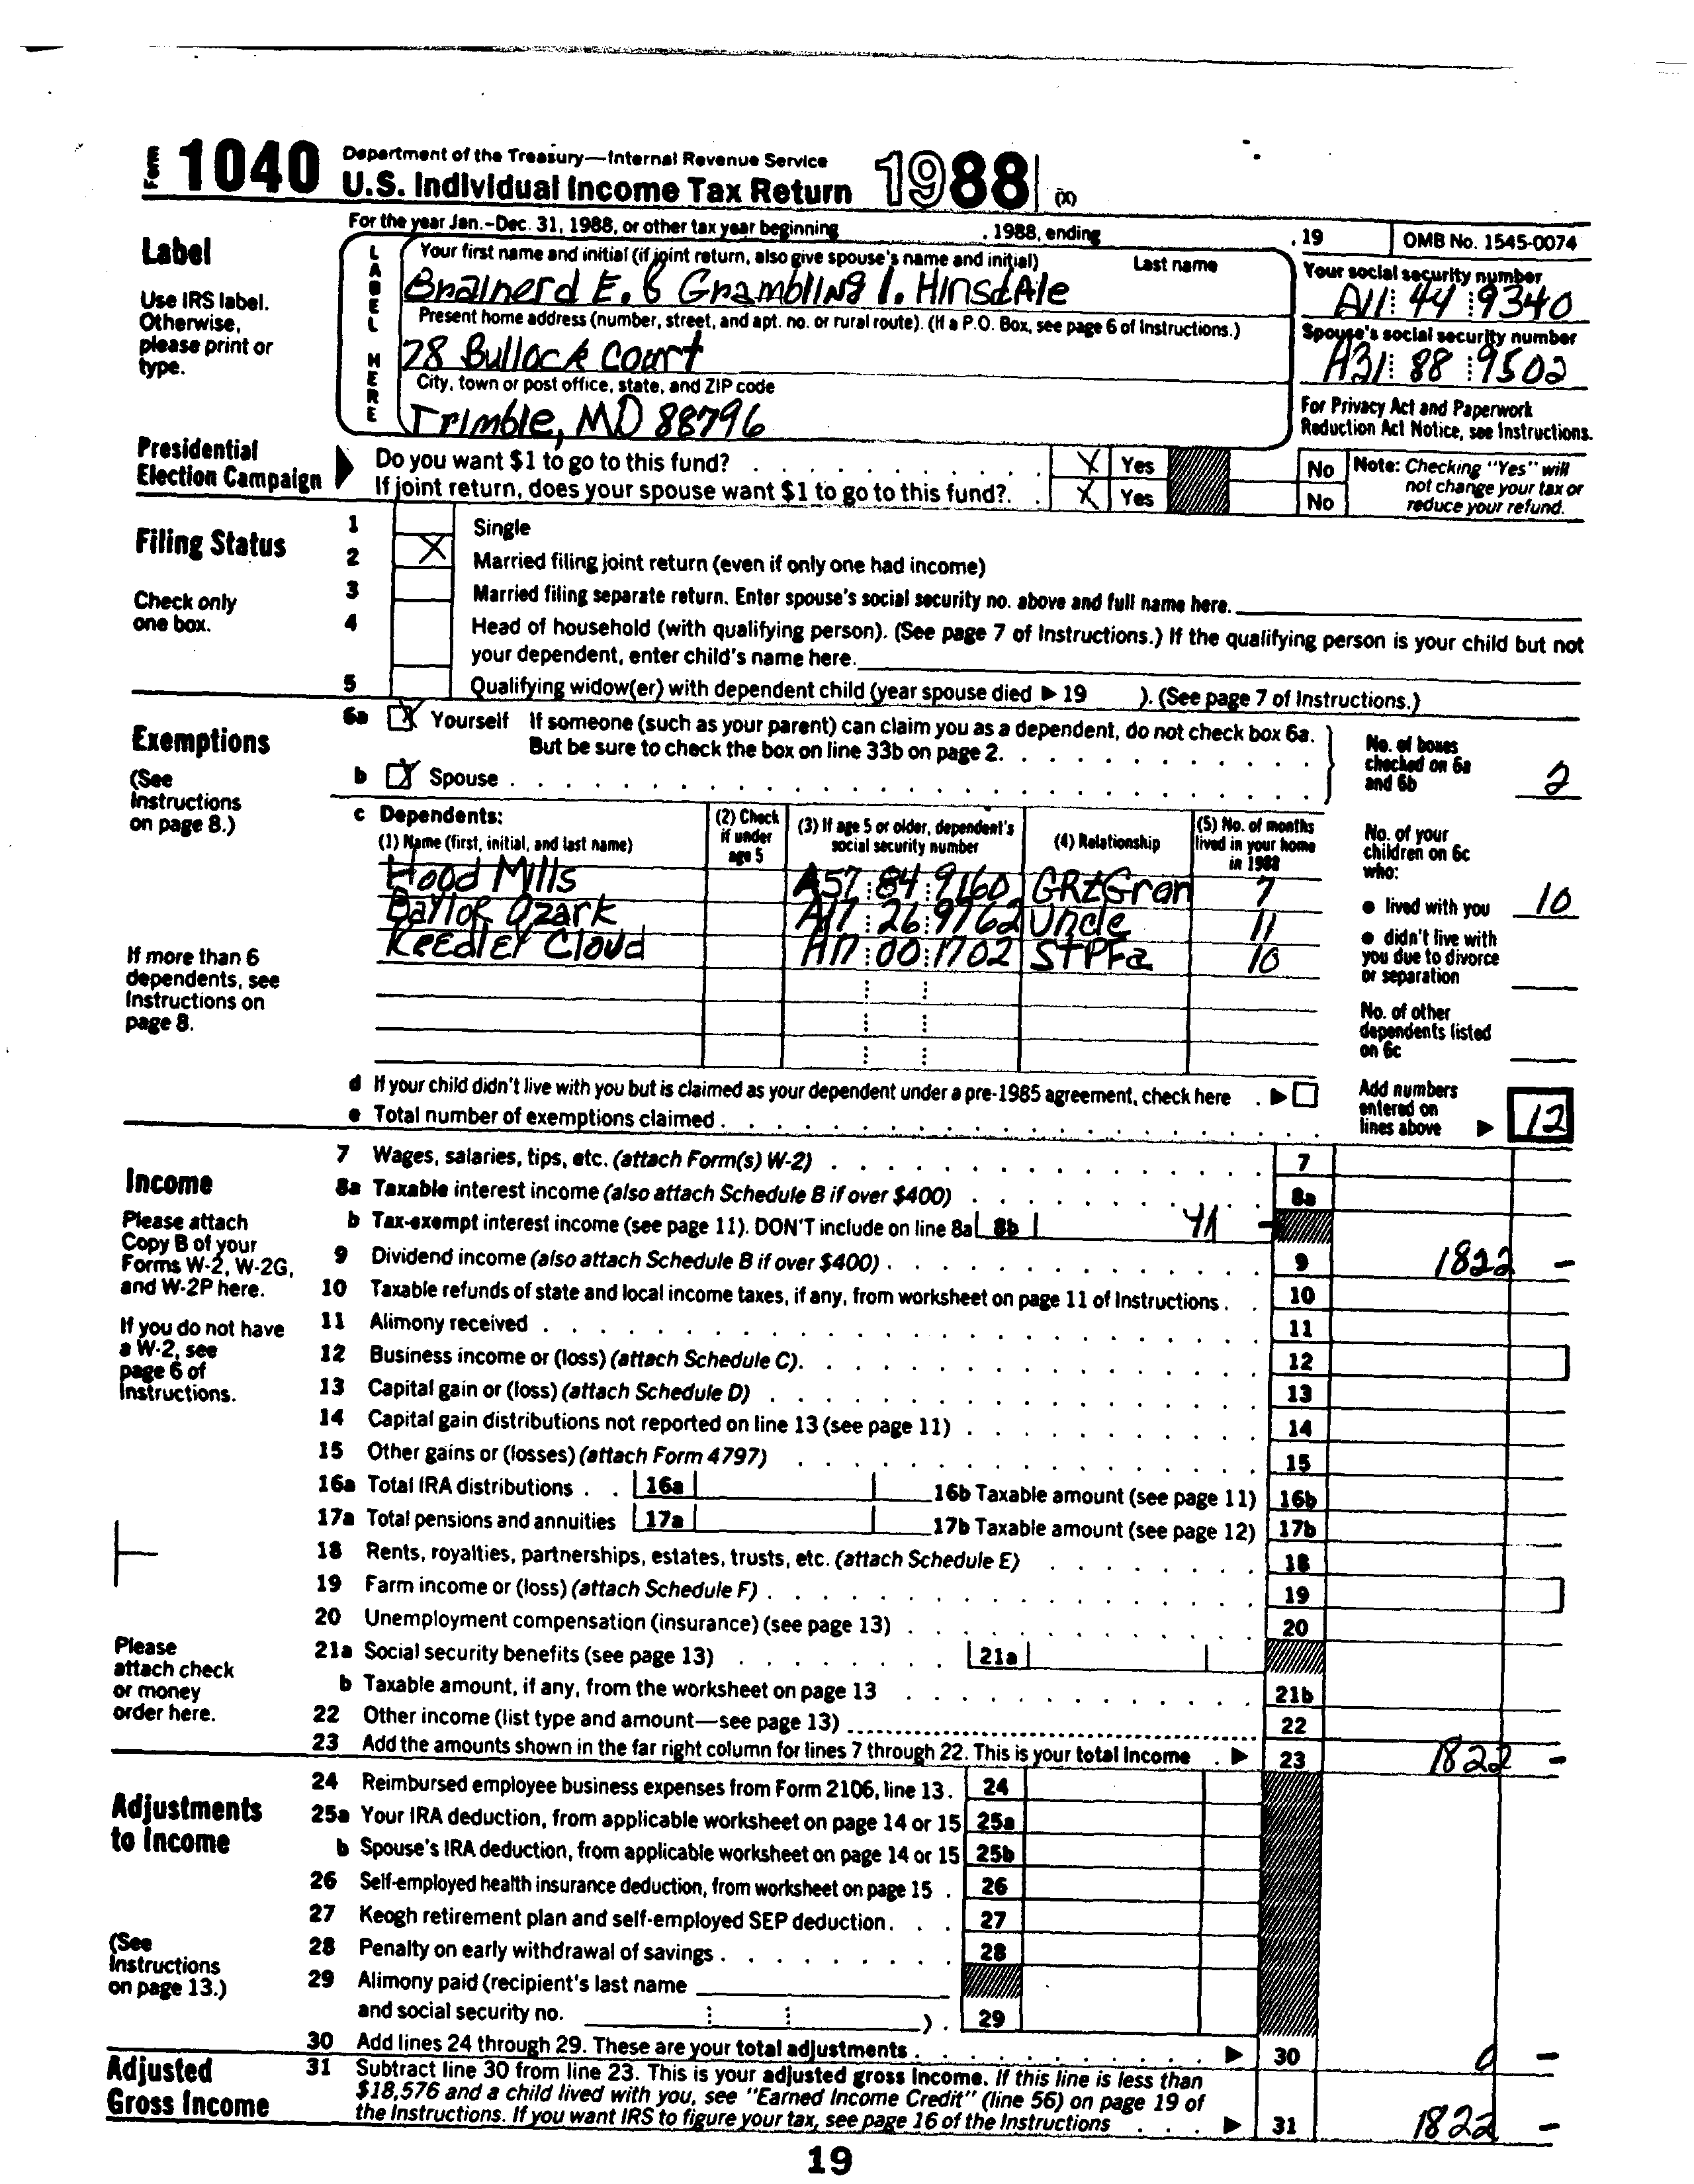 Form 1040 Department of the Treasury—Internal Revenue Service
U.S. Individual Income Tax Return 1988 (X)
For the year Jan.-Dec. 31, 1988, or other tax year beginning , 1988, ending , 19 OMB No. 1545-0074
Label
Use IRS label.
Otherwise,
please print or
type.
LABEL HERE
Your first name and initial (if joint return, also give spouse's name and initial) Last name
Brainerd E. & Grambling I. Hinsdale
Your social security number
A11 44 9340
Present home address (number, street, and apt. no. or rural route). (If a P.O. Box, see page 6 of Instructions.)
78 Bullock Court
Spouse's social security number
A31 88 9502
City, town or post office, state, and ZIP code
Trimble, MD 88796
For Privacy Act and Paperwork
Reduction Act Notice, see Instructions.
Presidential
Election Campaign
Do you want $1 to go to this fund? X Yes No
If joint return, does your spouse want $1 to go to this fund?. X Yes No
Note: Checking "Yes" will
not change your tax or
reduce your refund.
Filing Status
Check only
one box.
1 Single
2 X Married filing joint return (even if only one had income)
3 Married filing separate return. Enter spouse's social security no. above and full name here.
4 Head of household (with qualifying person). (See page 7 of Instructions.) If the qualifying person is your child but not
your dependent, enter child's name here.
5 Qualifying widow(er) with dependent child (year spouse died ▶ 19 ). (See page 7 of Instructions.)
Exemptions
(See
Instructions
on page 8.)
6a X Yourself If someone (such as your parent) can claim you as a dependent, do not check box 6a.
But be sure to check the box on line 33b on page 2.
b X Spouse
No. of boxes
checked on 6a
and 6b 2
c Dependents:
(1) Name (first, initial, and last name)
(2) Check
if under
age 5
(3) If age 5 or older, dependent's
social security number
(4) Relationship
(5) No. of months
lived in your home
in 1988
Hood Mills A57 84 9160 GRtGran 7
Baylor Ozark A17 26 9762 Uncle 11
Reedley Cloud A17 00 1702 StPFa 10
If more than 6
dependents, see
Instructions on
page 8.
No. of your
children on 6c
who:
● lived with you 10
● didn't live with
you due to divorce
or separation
No. of other
dependents listed
on 6c
d If your child didn't live with you but is claimed as your dependent under a pre-1985 agreement, check here ▶
e Total number of exemptions claimed
Add numbers
entered on
lines above ▶ 12
Income
Please attach
Copy B of your
Forms W-2, W-2G,
and W-2P here.
If you do not have
a W-2, see
page 6 of
Instructions.
Please
attach check
or money
order here.
7 Wages, salaries, tips, etc. (attach Form(s) W-2) 7
8a Taxable interest income (also attach Schedule B if over $400) 8a
b Tax-exempt interest income (see page 11). DON'T include on line 8a 8b 41 -
9 Dividend income (also attach Schedule B if over $400) 9 1822 -
10 Taxable refunds of state and local income taxes, if any, from worksheet on page 11 of Instructions 10
11 Alimony received 11
12 Business income or (loss) (attach Schedule C) 12
13 Capital gain or (loss) (attach Schedule D) 13
14 Capital gain distributions not reported on line 13 (see page 11) 14
15 Other gains or (losses) (attach Form 4797) 15
16a Total IRA distributions 16a 16b Taxable amount (see page 11) 16b
17a Total pensions and annuities 17a 17b Taxable amount (see page 12) 17b
18 Rents, royalties, partnerships, estates, trusts, etc. (attach Schedule E) 18
19 Farm income or (loss) (attach Schedule F) 19
20 Unemployment compensation (insurance) (see page 13) 20
21a Social security benefits (see page 13) 21a
b Taxable amount, if any, from the worksheet on page 13 21b
22 Other income (list type and amount—see page 13) 22
23 Add the amounts shown in the far right column for lines 7 through 22. This is your total income ▶ 23 1822 -
Adjustments
to Income
(See
Instructions
on page 13.)
24 Reimbursed employee business expenses from Form 2106, line 13. 24
25a Your IRA deduction, from applicable worksheet on page 14 or 15 25a
b Spouse's IRA deduction, from applicable worksheet on page 14 or 15 25b
26 Self-employed health insurance deduction, from worksheet on page 15 26
27 Keogh retirement plan and self-employed SEP deduction 27
28 Penalty on early withdrawal of savings 28
29 Alimony paid (recipient's last name
and social security no. ) 29
30 Add lines 24 through 29. These are your total adjustments ▶ 30 0 -
Adjusted
Gross Income
31 Subtract line 30 from line 23. This is your adjusted gross income. If this line is less than
$18,576 and a child lived with you, see "Earned Income Credit" (line 56) on page 19 of
the Instructions. If you want IRS to figure your tax, see page 16 of the Instructions ▶ 31 1822 -
19